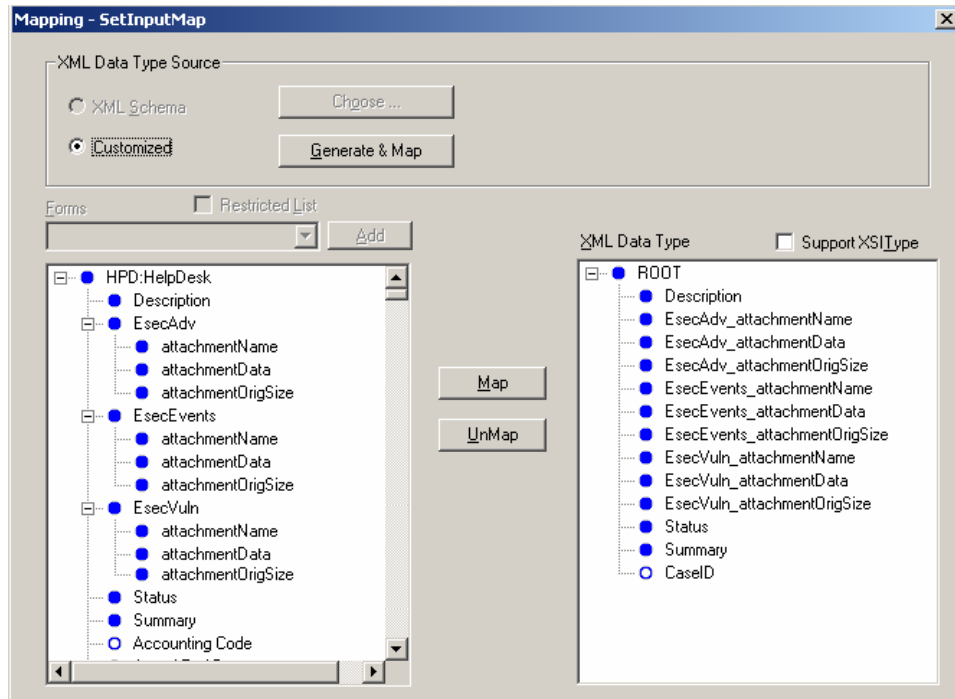 Mapping - SetInputMap
XML Data Type Source
XML Schema
Choose ...
Customized
Generate & Map
Forms
Restricted List
Add
XML Data Type
Support XSIType
HPD:HelpDesk
Description
EsecAdv
attachmentName
attachmentData
attachmentOrigSize
EsecEvents
attachmentName
attachmentData
attachmentOrigSize
EsecVuln
attachmentName
attachmentData
attachmentOrigSize
Status
Summary
Accounting Code
Map
UnMap
ROOT
Description
EsecAdv_attachmentName
EsecAdv_attachmentData
EsecAdv_attachmentOrigSize
EsecEvents_attachmentName
EsecEvents_attachmentData
EsecEvents_attachmentOrigSize
EsecVuln_attachmentName
EsecVuln_attachmentData
EsecVuln_attachmentOrigSize
Status
Summary
CaseID